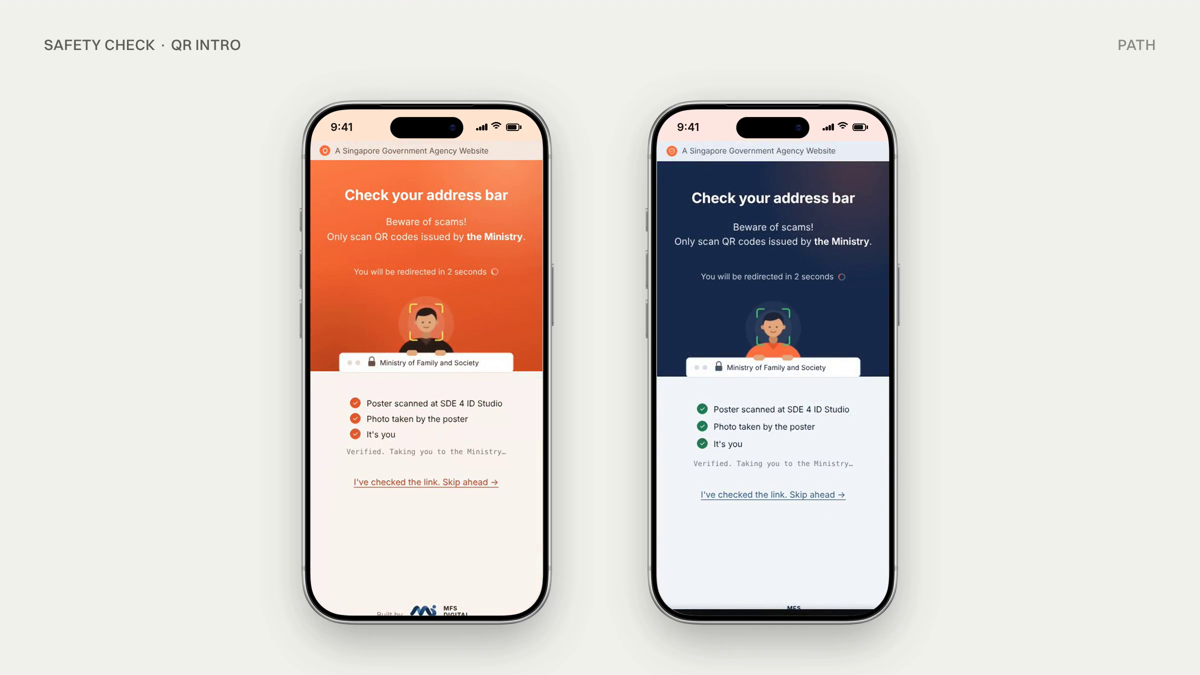 SAFETY CHECK · QR INTRO
PATH
9:41
A Singapore Government Agency Website
Check your address bar
Beware of scams!
Only scan QR codes issued by the Ministry.
You will be redirected in 2 seconds
Ministry of Family and Society
Poster scanned at SDE 4 ID Studio
Photo taken by the poster
It's you
Verified. Taking you to the Ministry…
I've checked the link. Skip ahead →
Built by
MFS
DIGITAL
9:41
A Singapore Government Agency Website
Check your address bar
Beware of scams!
Only scan QR codes issued by the Ministry.
You will be redirected in 2 seconds
Ministry of Family and Society
Poster scanned at SDE 4 ID Studio
Photo taken by the poster
It's you
Verified. Taking you to the Ministry…
I've checked the link. Skip ahead →
MFS